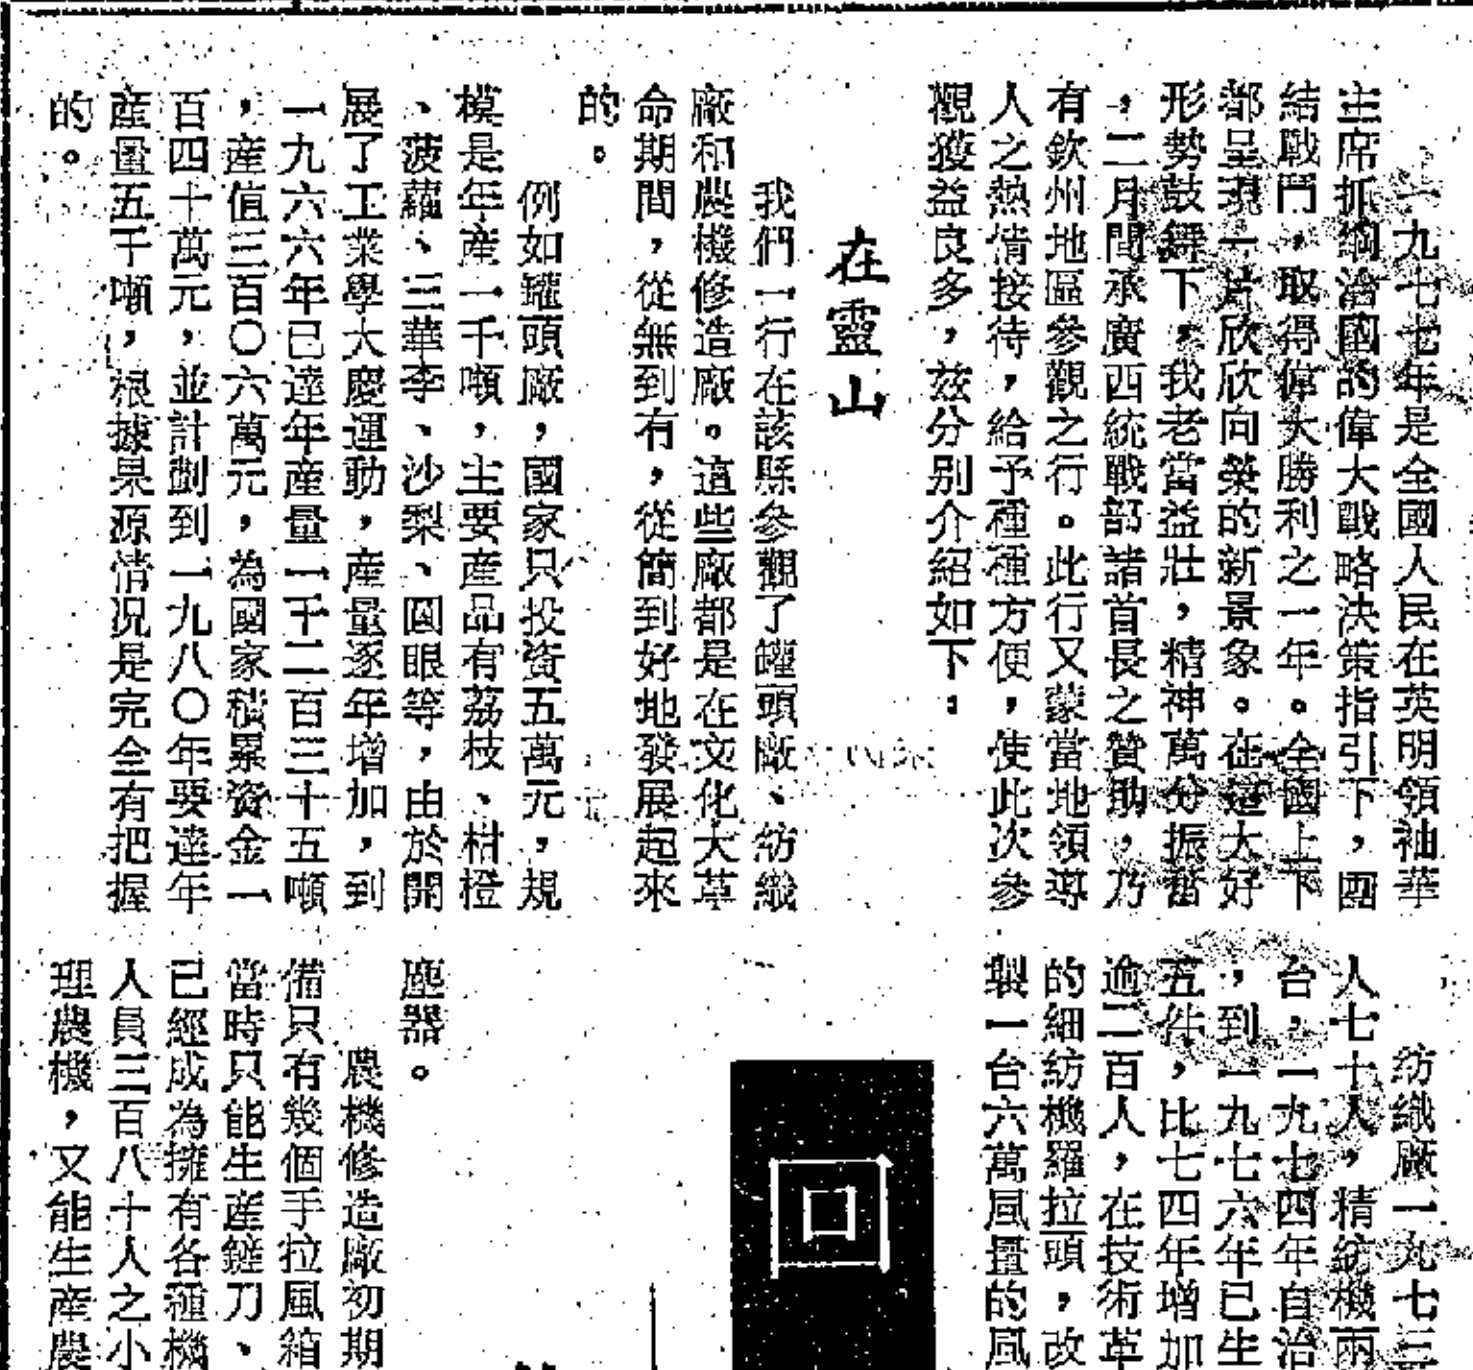 一九七七年是全國人民在英明領袖華
主席抓綱治國的偉大戰略決策指引下，團
結戰鬥，取得偉大勝利之一年。全國上下
都呈現一片欣欣向榮的新景象。在這大好
形勢鼓舞下，我老當益壯，精神萬分振奮
，二月間承廣西統戰部諸首長之贊助，乃
有欽州地區參觀之行。此行又蒙當地領導
人之熱情接待，給予種種方便，使此次參
觀獲益良多，茲分别介紹如下：
在靈山
我們一行在該縣參觀了罐頭廠、紡織
廠和農機修造廠。這些廠都是在文化大革
命期間，從無到有，從簡到好地發展起來
的。
例如罐頭廠，國家只投資五萬元，規
模是年産一千噸，主要産品有荔枝、柑橙
、菠蘿、三華李、沙梨、圓眼等，由於開
展了工業學大慶運動，産量逐年增加，到
一九六六年已達年産量一千二百三十五噸
，産值三百〇六萬元，為國家積累資金一
百四十萬元，並計劃到一九八〇年要達年
産量五千噸，根據果源情况是完全有把握
的。
紡織廠一九七三
人七十人，精紡機兩
台，一九七四年自治
，到一九七六年已生
五件，比七四年增加
逾二百人，在技術革
的細紡機羅拉頭，改
製一台六萬風量的風
塵器。
農機修造廠初期
備只有幾個手拉風箱
當時只能生産鏟刀、
已經成為擁有各種機
人員三百八十人之小
理農機，又能生産農
回